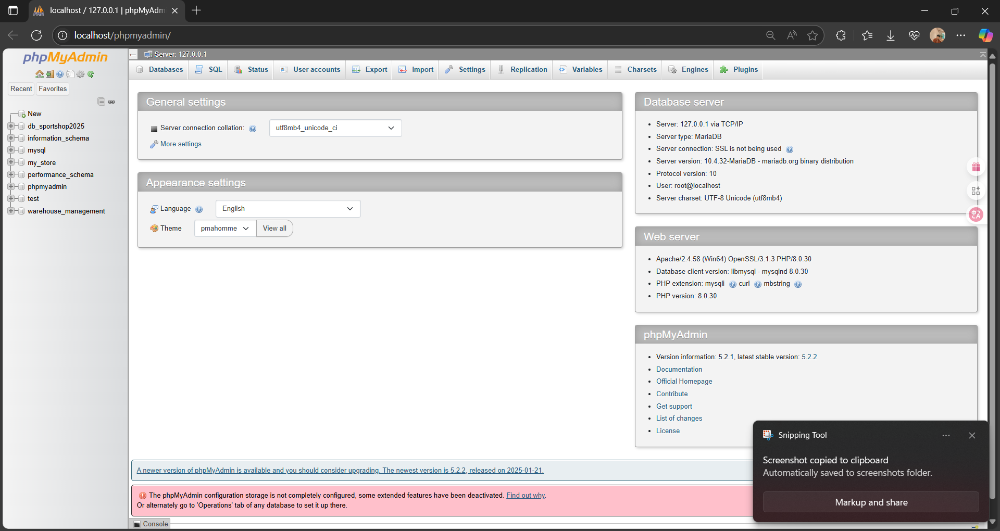 localhost / 127.0.0.1 | phpMyAdm
localhost/phpmyadmin/
phpMyAdmin
Recent
Favorites
New
db_sportshop2025
information_schema
mysql
my_store
performance_schema
phpmyadmin
test
warehouse_management
Server: 127.0.0.1
Databases
SQL
Status
User accounts
Export
Import
Settings
Replication
Variables
Charsets
Engines
Plugins
General settings
Server connection collation:
utf8mb4_unicode_ci
More settings
Appearance settings
Language
English
Theme
pmahomme
View all
Database server
Server: 127.0.0.1 via TCP/IP
Server type: MariaDB
Server connection: SSL is not being used
Server version: 10.4.32-MariaDB - mariadb.org binary distribution
Protocol version: 10
User: root@localhost
Server charset: UTF-8 Unicode (utf8mb4)
Web server
Apache/2.4.58 (Win64) OpenSSL/3.1.3 PHP/8.0.30
Database client version: libmysql - mysqlnd 8.0.30
PHP extension: mysqli curl mbstring
PHP version: 8.0.30
phpMyAdmin
Version information: 5.2.1, latest stable version: 5.2.2
Documentation
Official Homepage
Contribute
Get support
List of changes
License
A newer version of phpMyAdmin is available and you should consider upgrading. The newest version is 5.2.2, released on 2025-01-21.
The phpMyAdmin configuration storage is not completely configured, some extended features have been deactivated. Find out why.
Or alternately go to 'Operations' tab of any database to set it up there.
Console
Snipping Tool
Screenshot copied to clipboard
Automatically saved to screenshots folder.
Markup and share